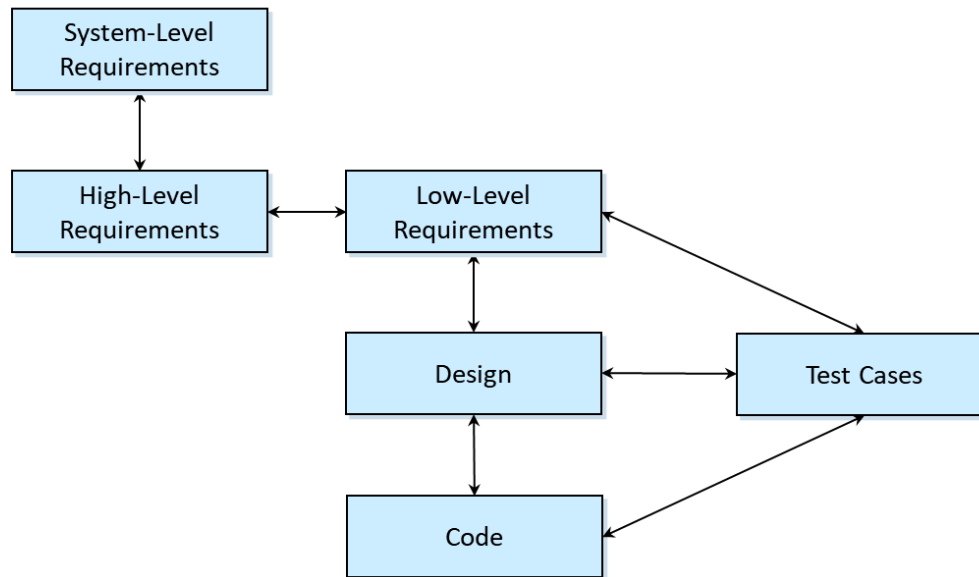 System-Level
Requirements
High-Level
Requirements
Low-Level
Requirements
Design
Test Cases
Code